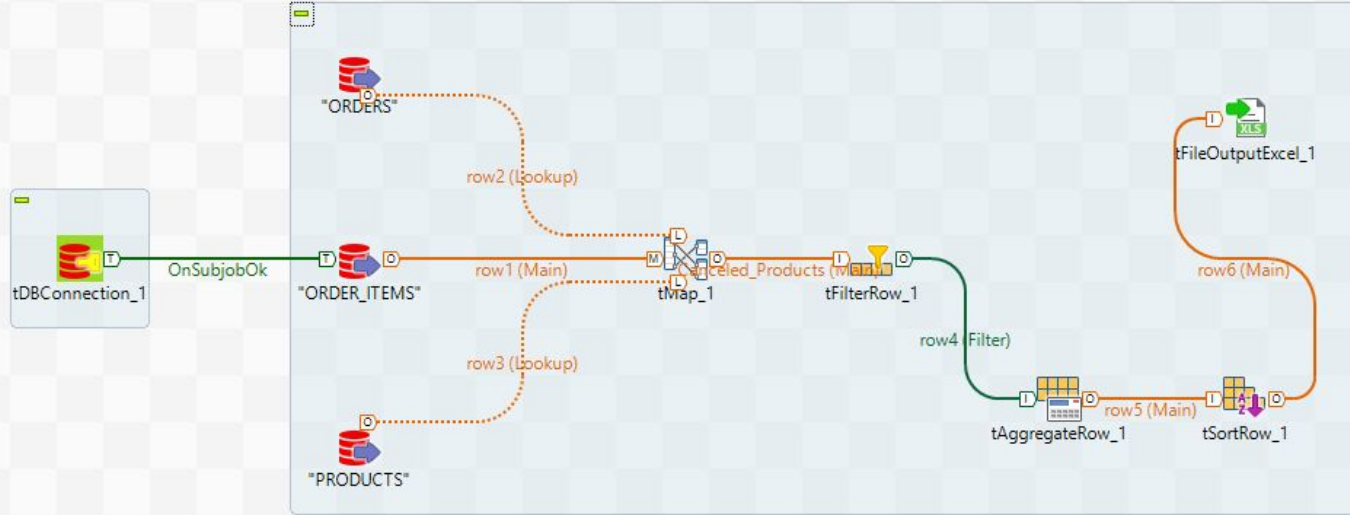 "ORDERS"
row2 (Lookup)
tDBConnection_1
OnSubjobOk
"ORDER_ITEMS"
row1 (Main)
tMap_1
Canceled_Products (Main)
tFilterRow_1
row3 (Lookup)
"PRODUCTS"
row4 (Filter)
tAggregateRow_1
row5 (Main)
tSortRow_1
row6 (Main)
XLS
tFileOutputExcel_1
T
T
O
O
O
M
L
L
O
I
O
I
O
I
O
I
A
Z